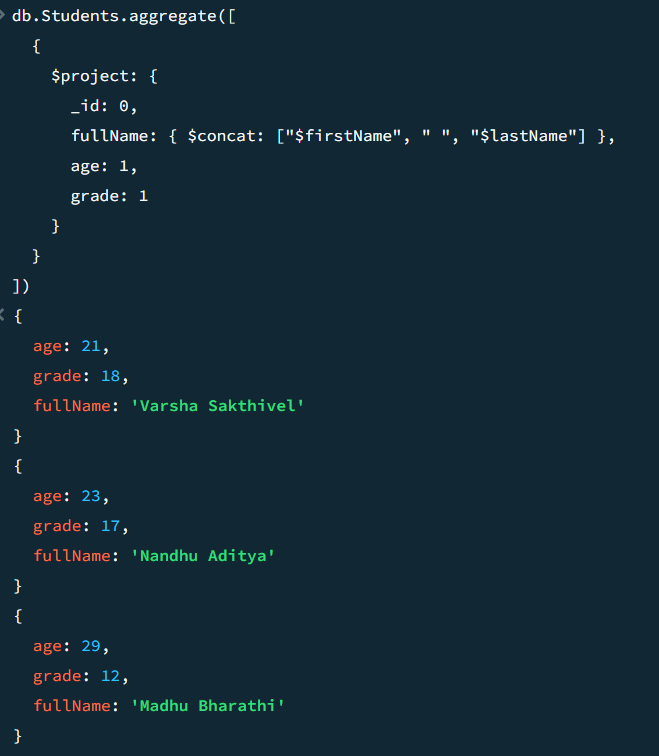 db.Students.aggregate([
{
$project: {
_id: 0,
fullName: { $concat: ["$firstName", " ", "$lastName"] },
age: 1,
grade: 1
}
}
])
{
age: 21,
grade: 18,
fullName: 'Varsha Sakthivel'
}
{
age: 23,
grade: 17,
fullName: 'Nandhu Aditya'
}
{
age: 29,
grade: 12,
fullName: 'Madhu Bharathi'
}